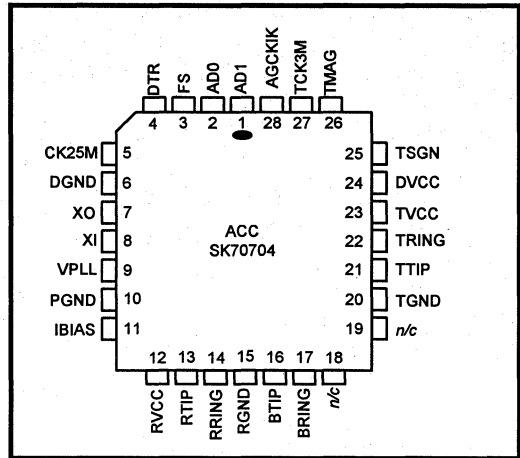 DTR FS AD0 AD1 AGCKIK TCK3M TMAG
4 3 2 1 28 27 26
CK25M 5 25 TSGN
DGND 6 24 DVCC
XO 7 23 TVCC
XI 8 22 TRING
VPLL 9 21 TTIP
PGND 10 20 TGND
IBIAS 11 19 n/c
ACC
SK70704
12 13 14 15 16 17 18
RVCC RTIP RRING RGND BTIP BRING n/c